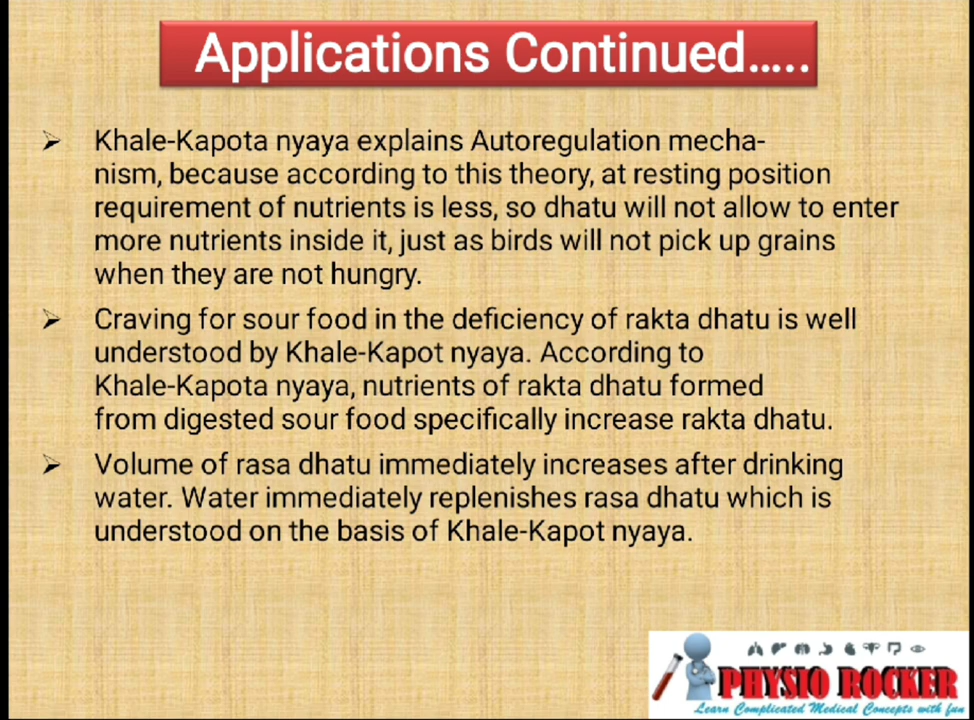 Applications Continued.....
➢ Khale-Kapota nyaya explains Autoregulation mecha-
nism, because according to this theory, at resting position
requirement of nutrients is less, so dhatu will not allow to enter
more nutrients inside it, just as birds will not pick up grains
when they are not hungry.
➢ Craving for sour food in the deficiency of rakta dhatu is well
understood by Khale-Kapot nyaya. According to
Khale-Kapota nyaya, nutrients of rakta dhatu formed
from digested sour food specifically increase rakta dhatu.
➢ Volume of rasa dhatu immediately increases after drinking
water. Water immediately replenishes rasa dhatu which is
understood on the basis of Khale-Kapot nyaya.
PHYSIO ROCKER
Learn Complicated Medical Concepts with fun